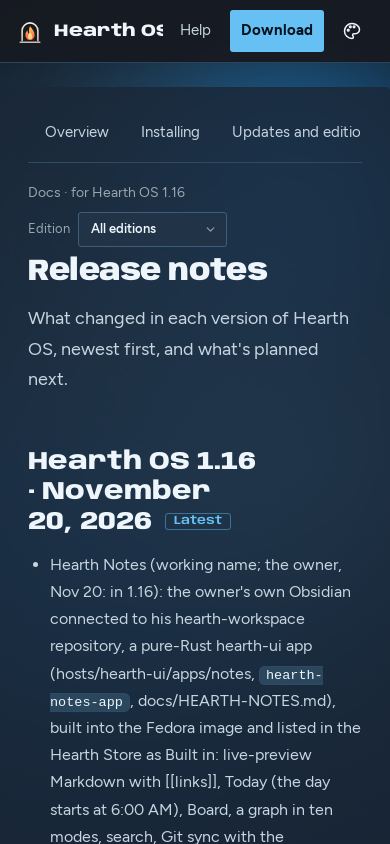 Hearth OS Help Download
Overview Installing Updates and editio
Docs · for Hearth OS 1.16
Edition All editions
Release notes
What changed in each version of Hearth
OS, newest first, and what's planned
next.
Hearth OS 1.16
· November
20, 2026 Latest
• Hearth Notes (working name; the owner,
Nov 20: in 1.16): the owner's own Obsidian
connected to his hearth-workspace
repository, a pure-Rust hearth-ui app
(hosts/hearth-ui/apps/notes, hearth-
notes-app, docs/HEARTH-NOTES.md),
built into the Fedora image and listed in the
Hearth Store as Built in: live-preview
Markdown with [[links]], Today (the day
starts at 6:00 AM), Board, a graph in ten
modes, search, Git sync with the